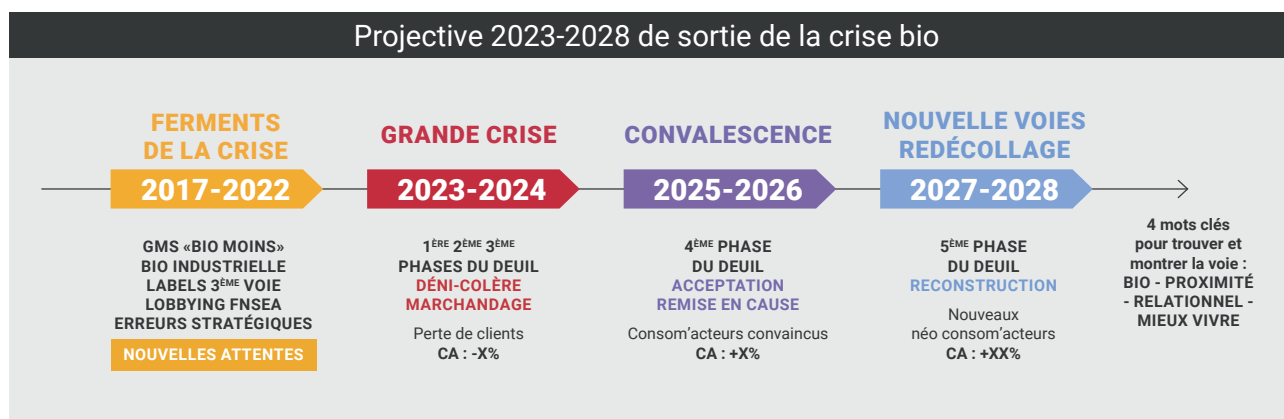 Projective 2023-2028 de sortie de la crise bio
FERMENTS
DE LA CRISE
2017-2022
GMS «BIO MOINS»
BIO INDUSTRIELLE
LABELS 3ÈME VOIE
LOBBYING FNSEA
ERREURS STRATÉGIQUES
NOUVELLES ATTENTES
GRANDE CRISE
2023-2024
1ÈRE 2ÈME 3ÈME
PHASES DU DEUIL
DÉNI-COLÈRE
MARCHANDAGE
Perte de clients
CA : -X%
CONVALESCENCE
2025-2026
4ÈME PHASE
DU DEUIL
ACCEPTATION
REMISE EN CAUSE
Consom’acteurs convaincus
CA : +X%
NOUVELLE VOIES
REDÉCOLLAGE
2027-2028
5ÈME PHASE
DU DEUIL
RECONSTRUCTION
Nouveaux
néo consom’acteurs
CA : +XX%
4 mots clés
pour trouver et
montrer la voie :
BIO - PROXIMITÉ
- RELATIONNEL -
MIEUX VIVRE